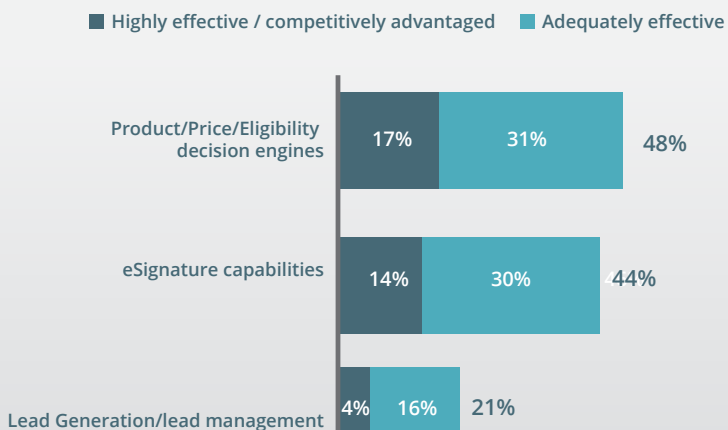 Highly effective / competitively advantaged Adequately effective
Product/Price/Eligibility
decision engines
17% 31% 48%
eSignature capabilities
14% 30% 44%
Lead Generation/lead management
4% 16% 21%